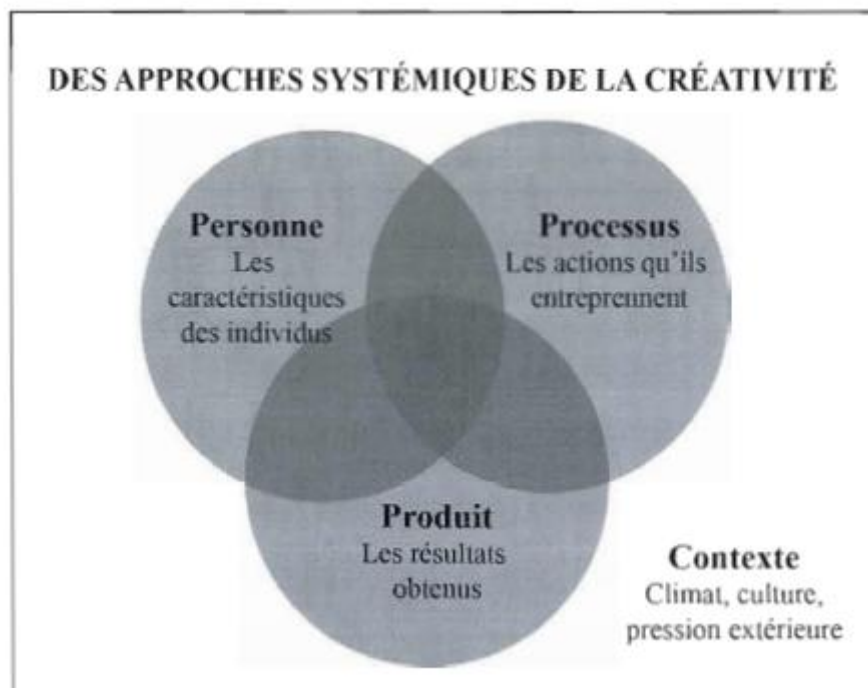 DES APPROCHES SYSTÉMIQUES DE LA CRÉATIVITÉ
Personne
Les
caractéristiques
des individus
Processus
Les actions qu'ils
entreprennent
Produit
Les résultats
obtenus
Contexte
Climat, culture,
pression extérieure